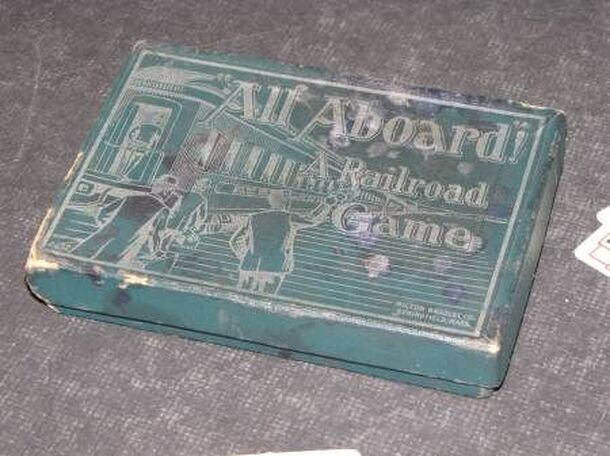 "All Aboard"
A Railroad
Game
MILTON BRADLEY CO.
SPRINGFIELD, MASS.